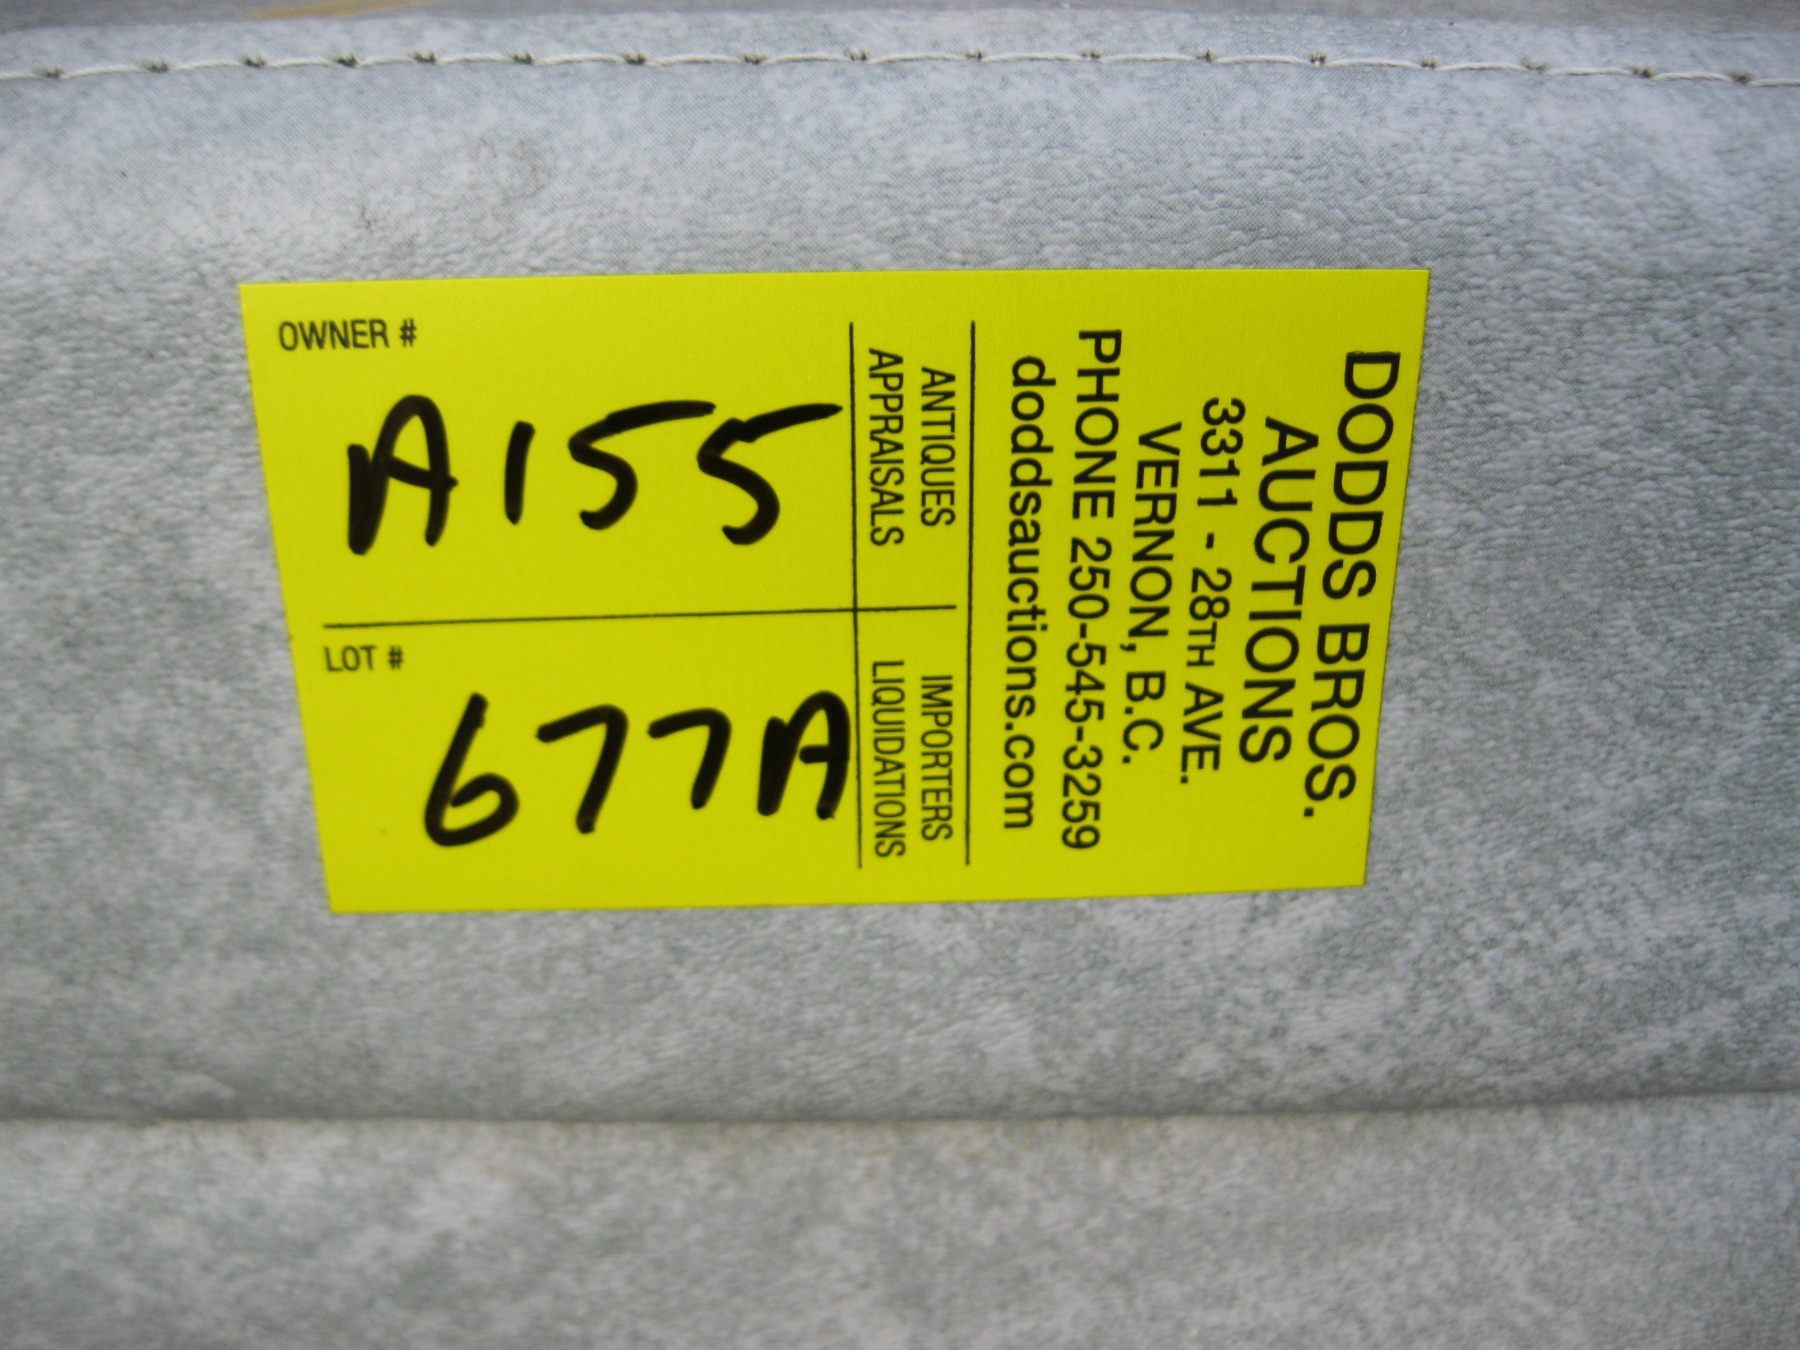 DODDS BROS.
AUCTIONS
3311 - 28TH AVE.
VERNON, B.C.
PHONE 250-545-3259
doddsauctions.com
ANTIQUES
APPRAISALS
IMPORTERS
LIQUIDATIONS
OWNER #
A155
LOT #
677A